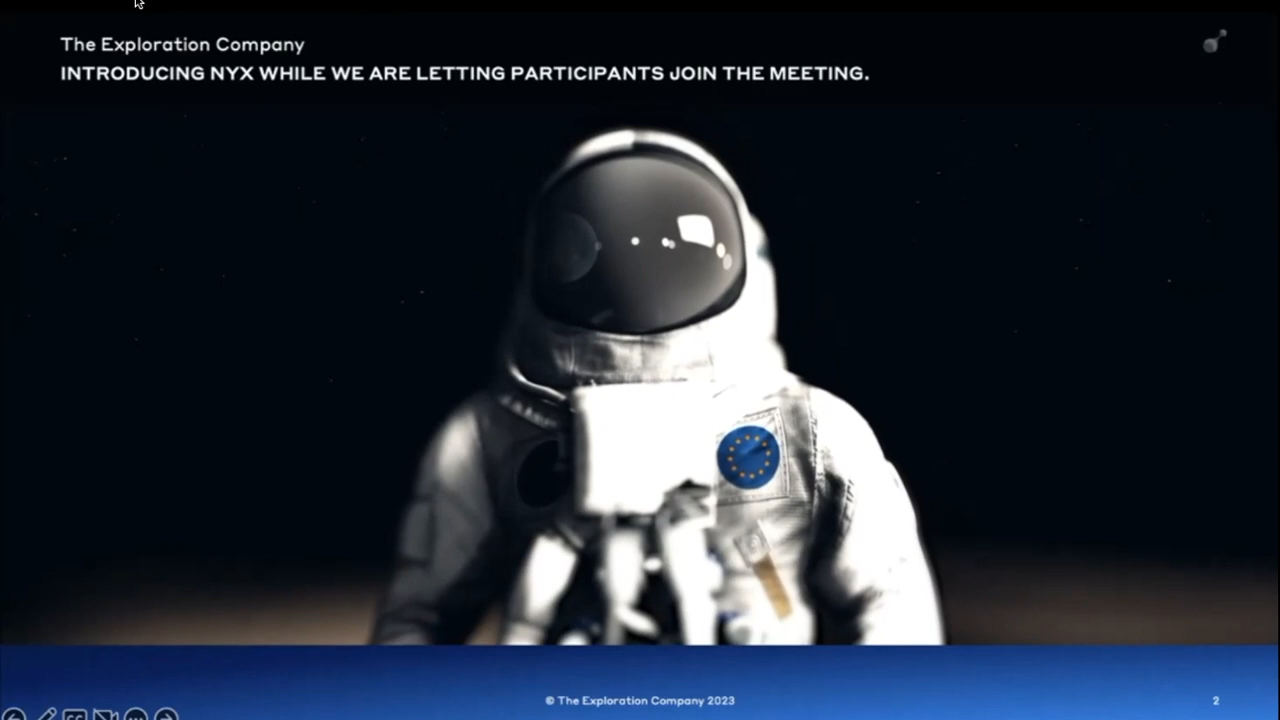 The Exploration Company
INTRODUCING NYX WHILE WE ARE LETTING PARTICIPANTS JOIN THE MEETING.
© The Exploration Company 2023
2